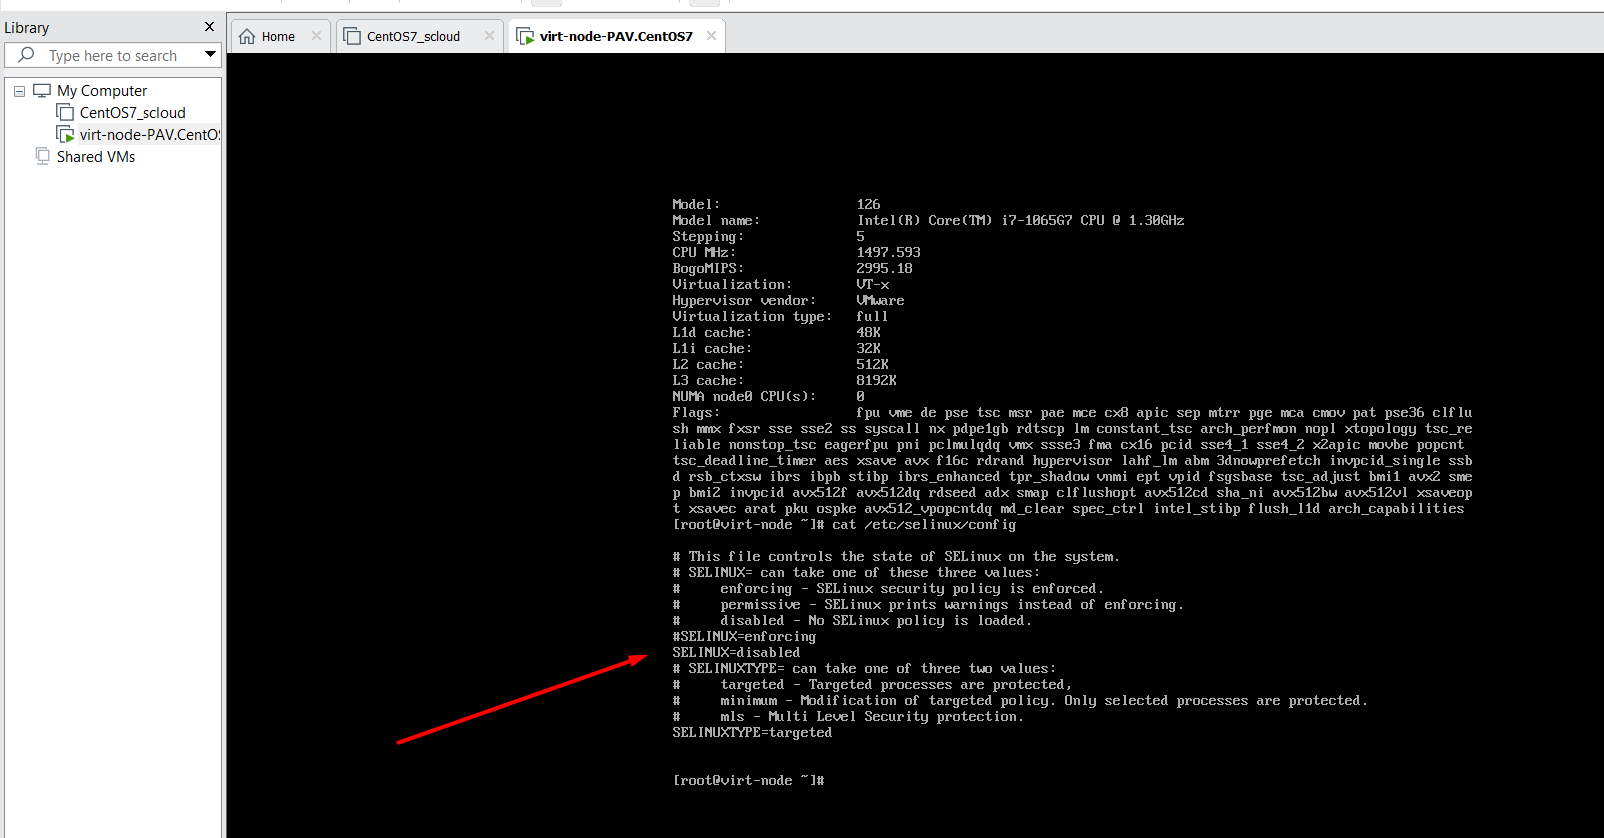 Library
Type here to search
My Computer
CentOS7_scloud
virt-node-PAV.CentOS
Shared VMs
Home
CentOS7_scloud
virt-node-PAV.CentOS7
Model: 126
Model name: Intel(R) Core(TM) i7-1065G7 CPU @ 1.30GHz
Stepping: 5
CPU MHz: 1497.593
BogoMIPS: 2995.18
Virtualization: VT-x
Hypervisor vendor: VMware
Virtualization type: full
L1d cache: 48K
L1i cache: 32K
L2 cache: 512K
L3 cache: 8192K
NUMA node0 CPU(s): 0
Flags: fpu vme de pse tsc msr pae mce cx8 apic sep mtrr pge mca cmov pat pse36 clflu
sh mmx fxsr sse sse2 ss syscall nx pdpe1gb rdtscp lm constant_tsc arch_perfmon nopl xtopology tsc_re
liable nonstop_tsc eagerfpu pni pclmulqdq vmx ssse3 fma cx16 pcid sse4_1 sse4_2 x2apic movbe popcnt
tsc_deadline_timer aes xsave avx f16c rdrand hypervisor lahf_lm abm 3dnowprefetch invpcid_single ssb
d rsb_ctxsw ibrs ibpb stibp ibrs_enhanced tpr_shadow vnmi ept vpid fsgsbase tsc_adjust bmi1 avx2 sme
p bmi2 invpcid avx512f avx512dq rdseed adx smap clflushopt avx512cd sha_ni avx512bw avx512vl xsaveop
t xsavec arat pku ospke avx512_vpopcntdq md_clear spec_ctrl intel_stibp flush_l1d arch_capabilities
[root@virt-node ~]# cat /etc/selinux/config
# This file controls the state of SELinux on the system.
# SELINUX= can take one of these three values:
#     enforcing - SELinux security policy is enforced.
#     permissive - SELinux prints warnings instead of enforcing.
#     disabled - No SELinux policy is loaded.
#SELINUX=enforcing
SELINUX=disabled
# SELINUXTYPE= can take one of three two values:
#     targeted - Targeted processes are protected,
#     minimum - Modification of targeted policy. Only selected processes are protected.
#     mls - Multi Level Security protection.
SELINUXTYPE=targeted
[root@virt-node ~]#